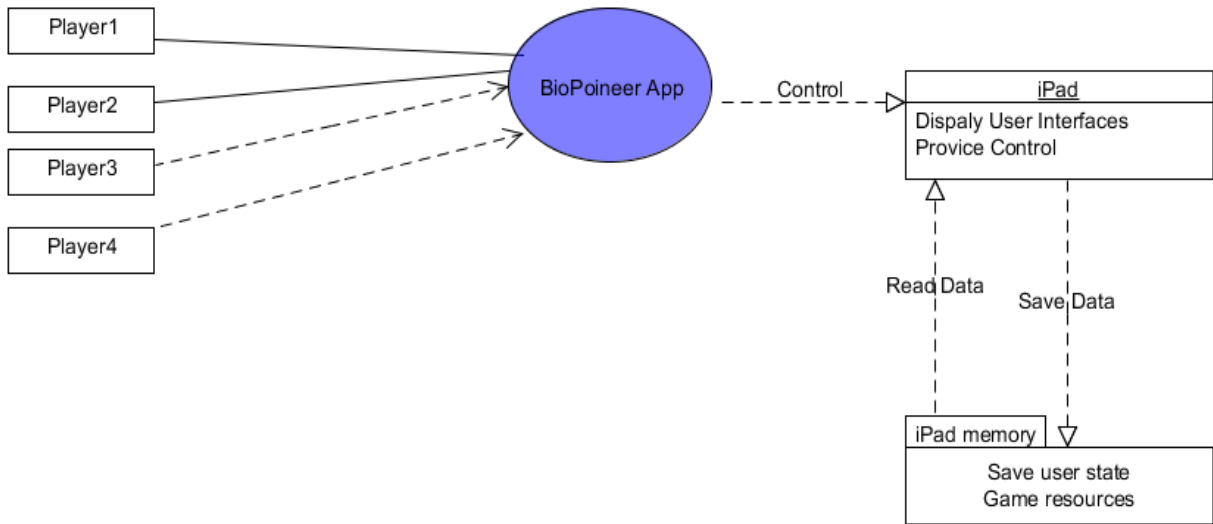 Player1
Player2
Player3
Player4
BioPoineer App
Control
iPad
Dispaly User Interfaces
Provice Control
Read Data
Save Data
iPad memory
Save user state
Game resources